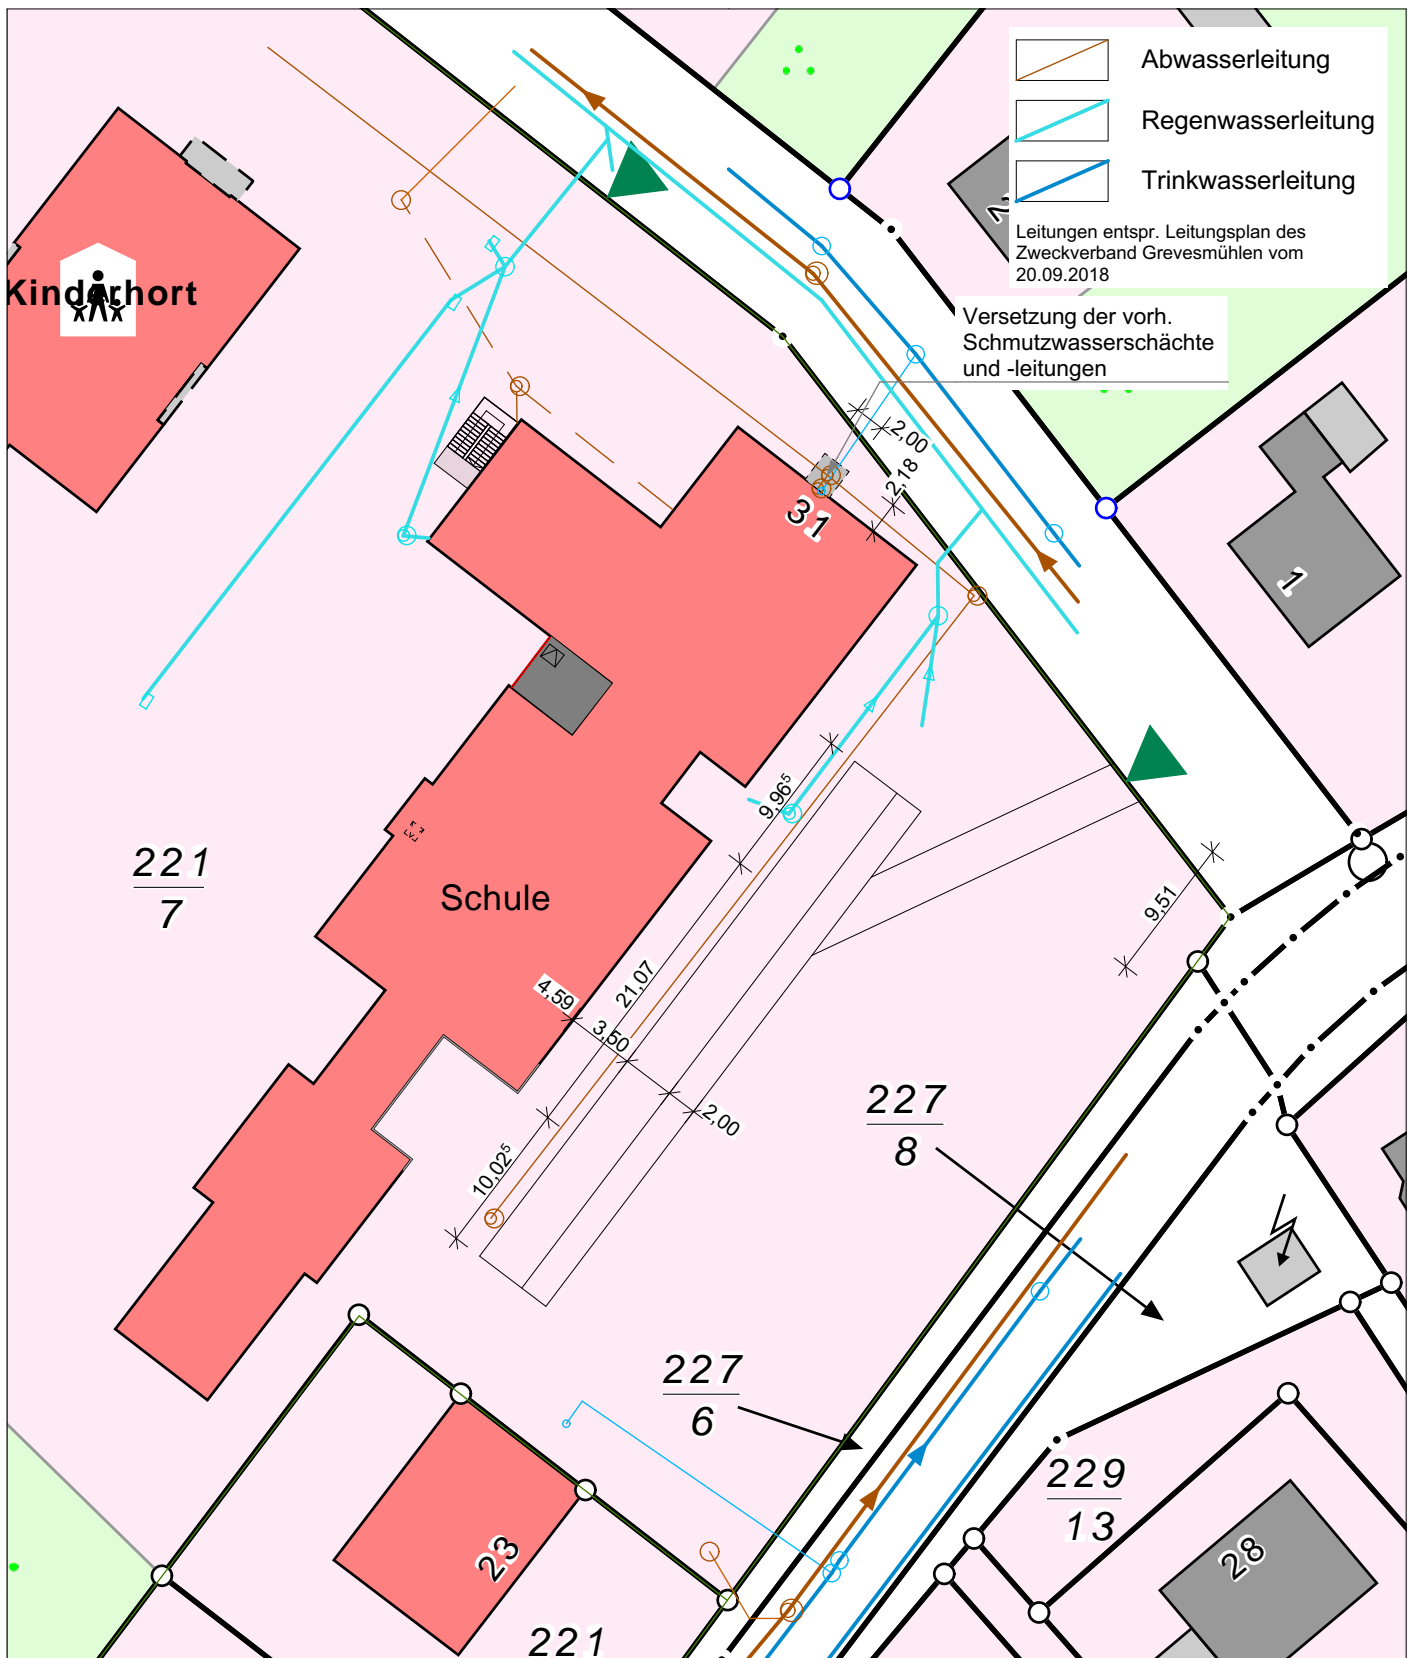 Abwasserleitung
Regenwasserleitung
Trinkwasserleitung
Leitungen entspr. Leitungsplan des
Zweckverband Grevesmühlen vom
20.09.2018
2
Kinderhort
Versetzung der vorh.
Schmutzwasserschächte
und -leitungen
2,00
2,18
31
1
9,96⁵
221
7
Schule
9,51
21,07
4,59
3,50
2,00
10,02⁵
227
8
227
6
229
13
23
28
221